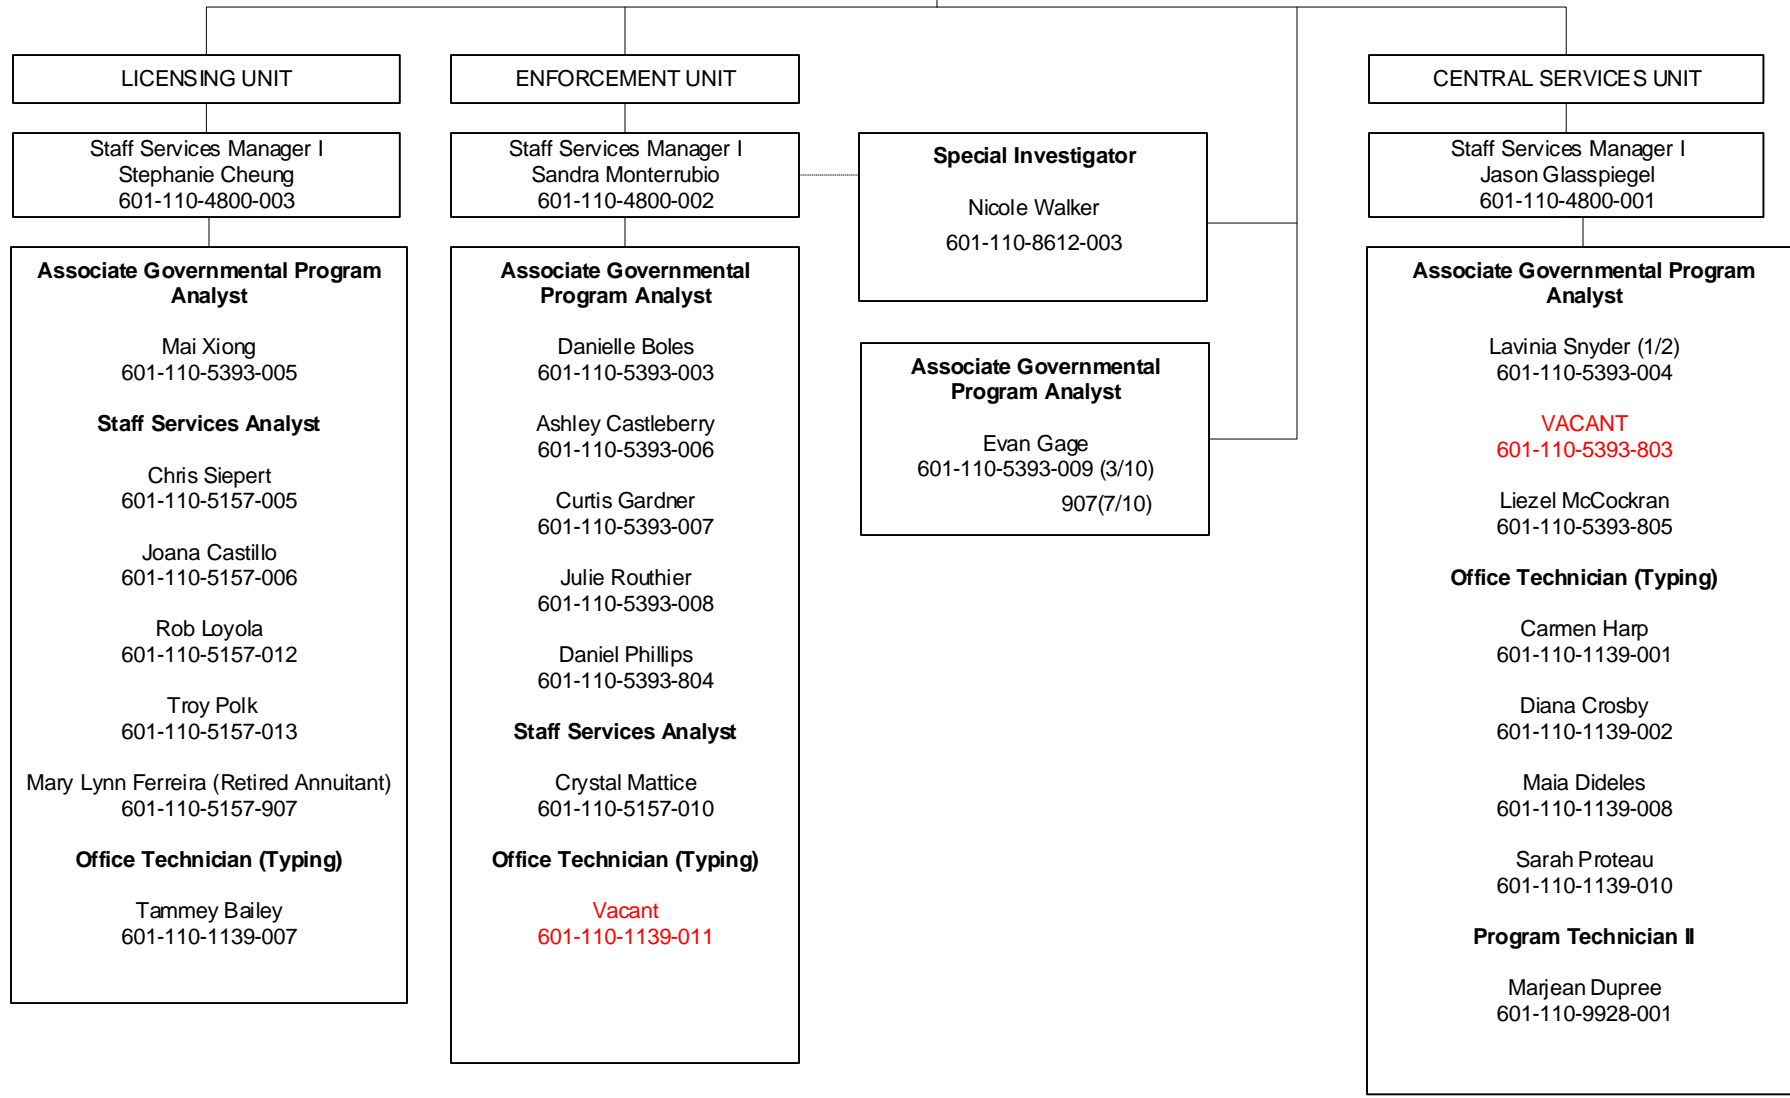 LICENSING UNIT
Staff Services Manager I
Stephanie Cheung
601-110-4800-003
Associate Governmental Program
Analyst
Mai Xiong
601-110-5393-005
Staff Services Analyst
Chris Siepert
601-110-5157-005
Joana Castillo
601-110-5157-006
Rob Loyola
601-110-5157-012
Troy Polk
601-110-5157-013
Mary Lynn Ferreira (Retired Annuitant)
601-110-5157-907
Office Technician (Typing)
Tammey Bailey
601-110-1139-007
ENFORCEMENT UNIT
Staff Services Manager I
Sandra Monterrubio
601-110-4800-002
Associate Governmental
Program Analyst
Danielle Boles
601-110-5393-003
Ashley Castleberry
601-110-5393-006
Curtis Gardner
601-110-5393-007
Julie Routhier
601-110-5393-008
Daniel Phillips
601-110-5393-804
Staff Services Analyst
Crystal Mattice
601-110-5157-010
Office Technician (Typing)
Vacant
601-110-1139-011
Special Investigator
Nicole Walker
601-110-8612-003
Associate Governmental
Program Analyst
Evan Gage
601-110-5393-009 (3/10)
907(7/10)
CENTRAL SERVICES UNIT
Staff Services Manager I
Jason Glasspiegel
601-110-4800-001
Associate Governmental Program
Analyst
Lavinia Snyder (1/2)
601-110-5393-004
VACANT
601-110-5393-803
Liezel McCockran
601-110-5393-805
Office Technician (Typing)
Carmen Harp
601-110-1139-001
Diana Crosby
601-110-1139-002
Maia Dideles
601-110-1139-008
Sarah Proteau
601-110-1139-010
Program Technician II
Marjean Dupree
601-110-9928-001